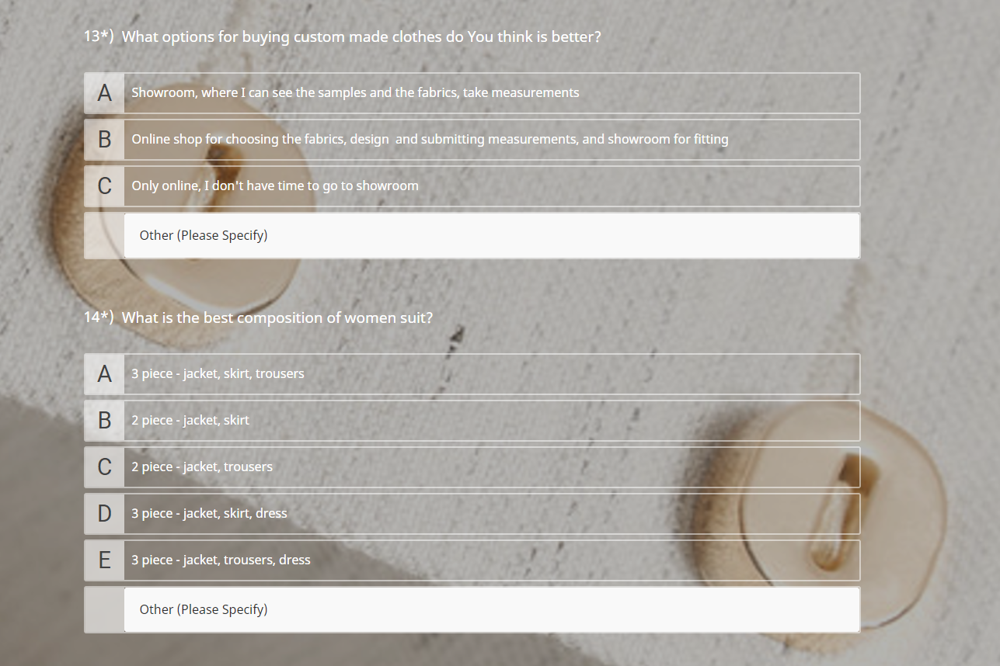 13*) What options for buying custom made clothes do You think is better?
A Showroom, where I can see the samples and the fabrics, take measurements
B Online shop for choosing the fabrics, design  and submitting measurements, and showroom for fitting
C Only online, I don't have time to go to showroom
Other (Please Specify)
14*) What is the best composition of women suit?
A 3 piece - jacket, skirt, trousers
B 2 piece - jacket, skirt
C 2 piece - jacket, trousers
D 3 piece - jacket, skirt, dress
E 3 piece - jacket, trousers, dress
Other (Please Specify)